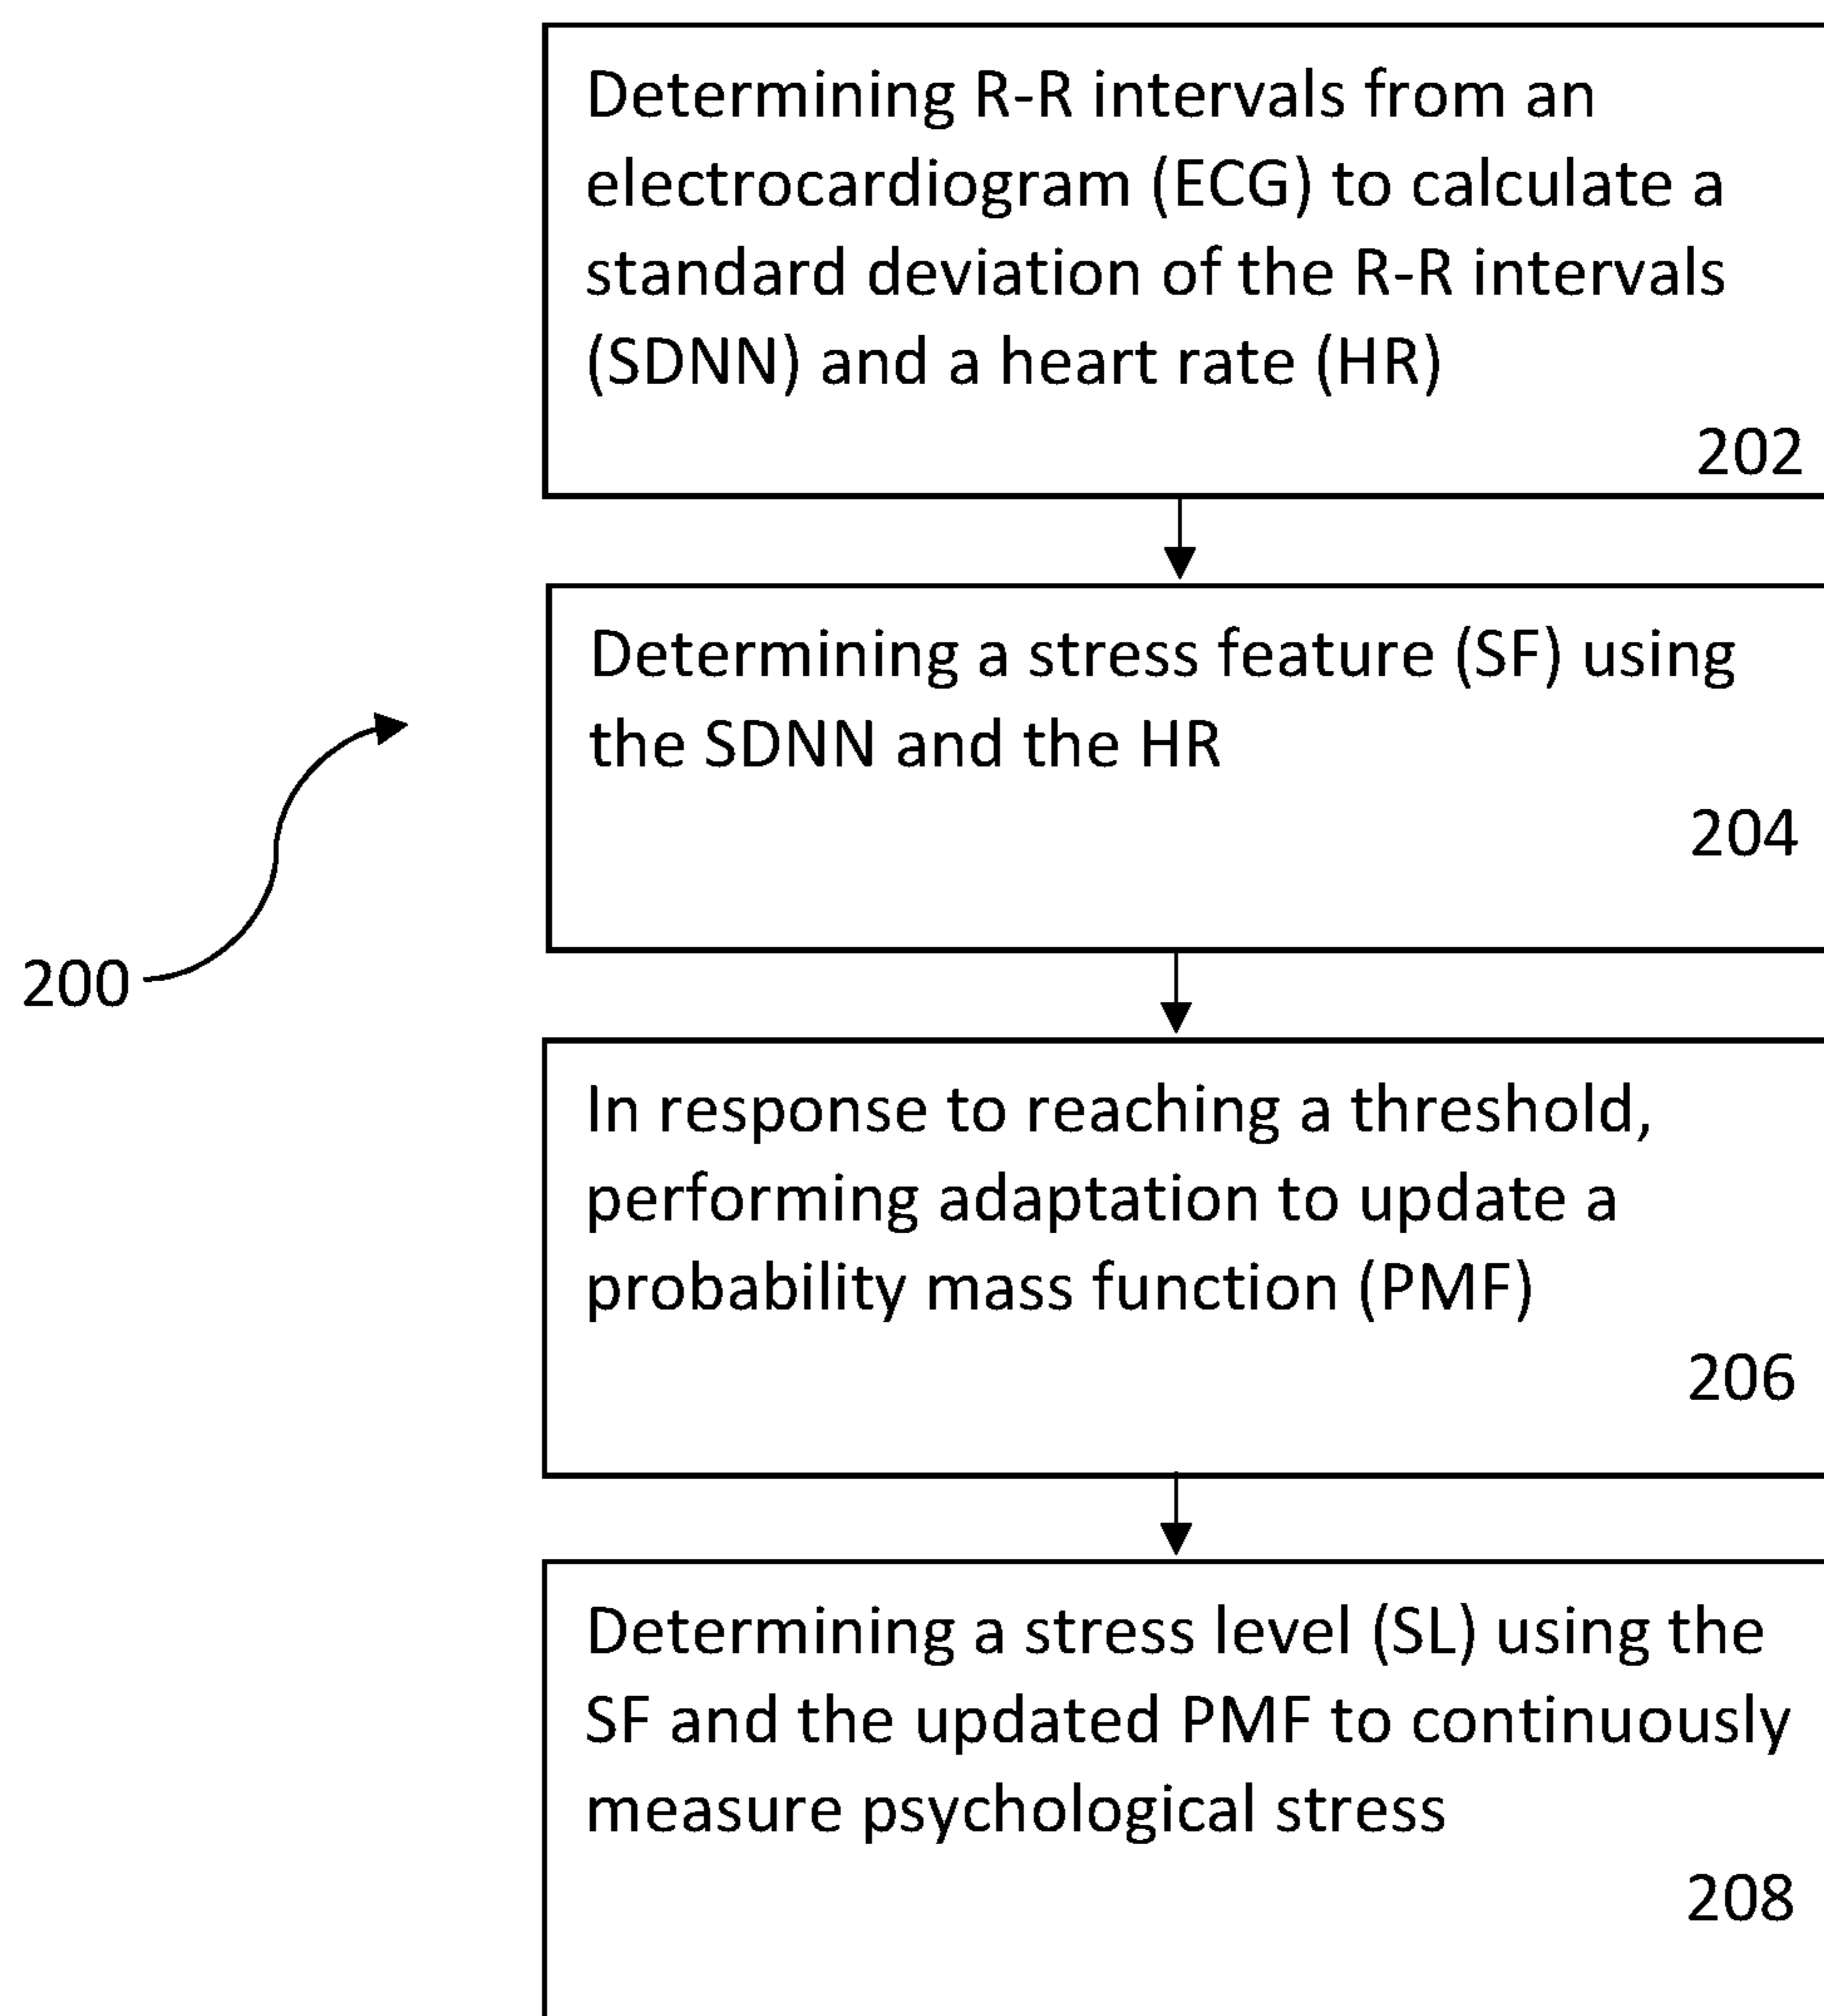 Determining R-R intervals from an
electrocardiogram (ECG) to calculate a
standard deviation of the R-R intervals
(SDNN) and a heart rate (HR)
202
Determining a stress feature (SF) using
the SDNN and the HR
204
200
In response to reaching a threshold,
performing adaptation to update a
probability mass function (PMF)
206
Determining a stress level (SL) using the
SF and the updated PMF to continuously
measure psychological stress
208